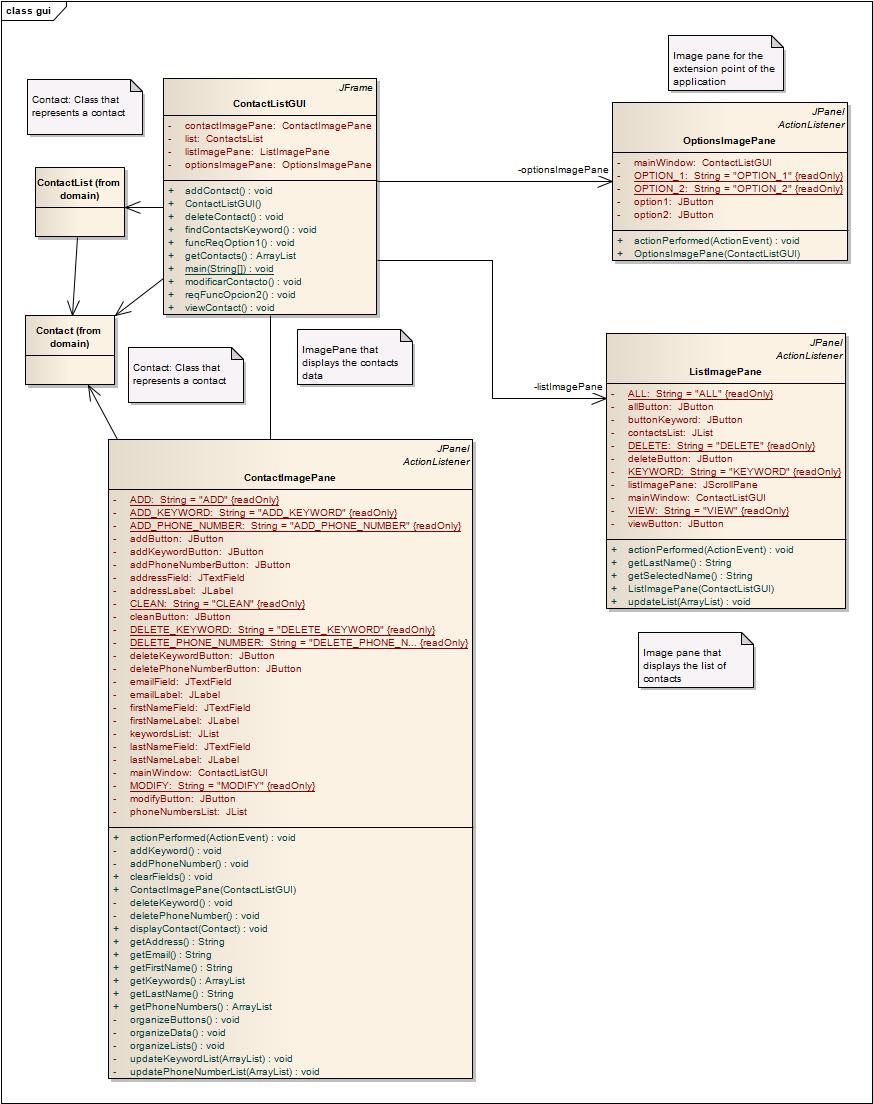 class gui
Image pane for the
extension point of the
application
Contact: Class that
represents a contact
JFrame
ContactListGUI
- contactImagePane: ContactImagePane
- list: ContactsList
- listImagePane: ListImagePane
- optionsImagePane: OptionsImagePane
+ addContact() : void
+ ContactListGUI()
+ deleteContact() : void
+ findContactsKeyword() : void
+ funcReqOption1() : void
+ getContacts() : ArrayList
+ main(String[]) : void
+ modificarContacto() : void
+ reqFuncOpcion2() : void
+ viewContact() : void
-optionsImagePane
JPanel
ActionListener
OptionsImagePane
- mainWindow: ContactListGUI
- OPTION_1: String = "OPTION_1" {readOnly}
- OPTION_2: String = "OPTION_2" {readOnly}
- option1: JButton
- option2: JButton
+ actionPerformed(ActionEvent) : void
+ OptionsImagePane(ContactListGUI)
ContactList (from
domain)
Contact (from
domain)
Contact: Class that
represents a contact
ImagePane that
displays the contacts
data
-listImagePane
JPanel
ActionListener
ListImagePane
- ALL: String = "ALL" {readOnly}
- allButton: JButton
- buttonKeyword: JButton
- contactsList: JList
- DELETE: String = "DELETE" {readOnly}
- deleteButton: JButton
- KEYWORD: String = "KEYWORD" {readOnly}
- listImagePane: JScrollPane
- mainWindow: ContactListGUI
- VIEW: String = "VIEW" {readOnly}
- viewButton: JButton
+ actionPerformed(ActionEvent) : void
+ getLastName() : String
+ getSelectedName() : String
+ ListImagePane(ContactListGUI)
+ updateList(ArrayList) : void
Image pane that
displays the list of
contacts
JPanel
ActionListener
ContactImagePane
- ADD: String = "ADD" {readOnly}
- ADD_KEYWORD: String = "ADD_KEYWORD" {readOnly}
- ADD_PHONE_NUMBER: String = "ADD_PHONE_NUMBER" {readOnly}
- addButton: JButton
- addKeywordButton: JButton
- addPhoneNumberButton: JButton
- addressField: JTextField
- addressLabel: JLabel
- CLEAN: String = "CLEAN" {readOnly}
- cleanButton: JButton
- DELETE_KEYWORD: String = "DELETE_KEYWORD" {readOnly}
- DELETE_PHONE_NUMBER: String = "DELETE_PHONE_N... {readOnly}
- deleteKeywordButton: JButton
- deletePhoneNumberButton: JButton
- emailField: JTextField
- emailLabel: JLabel
- firstNameField: JTextField
- firstNameLabel: JLabel
- keywordsList: JList
- lastNameField: JTextField
- lastNameLabel: JLabel
- mainWindow: ContactListGUI
- MODIFY: String = "MODIFY" {readOnly}
- modifyButton: JButton
- phoneNumbersList: JList
+ actionPerformed(ActionEvent) : void
- addKeyword() : void
- addPhoneNumber() : void
+ clearFields() : void
+ ContactImagePane(ContactListGUI)
- deleteKeyword() : void
- deletePhoneNumber() : void
+ displayContact(Contact) : void
+ getAddress() : String
+ getEmail() : String
+ getFirstName() : String
+ getKeywords() : ArrayList
+ getLastName() : String
+ getPhoneNumbers() : ArrayList
- organizeButtons() : void
- organizeData() : void
- organizeLists() : void
- updateKeywordList(ArrayList) : void
- updatePhoneNumberList(ArrayList) : void